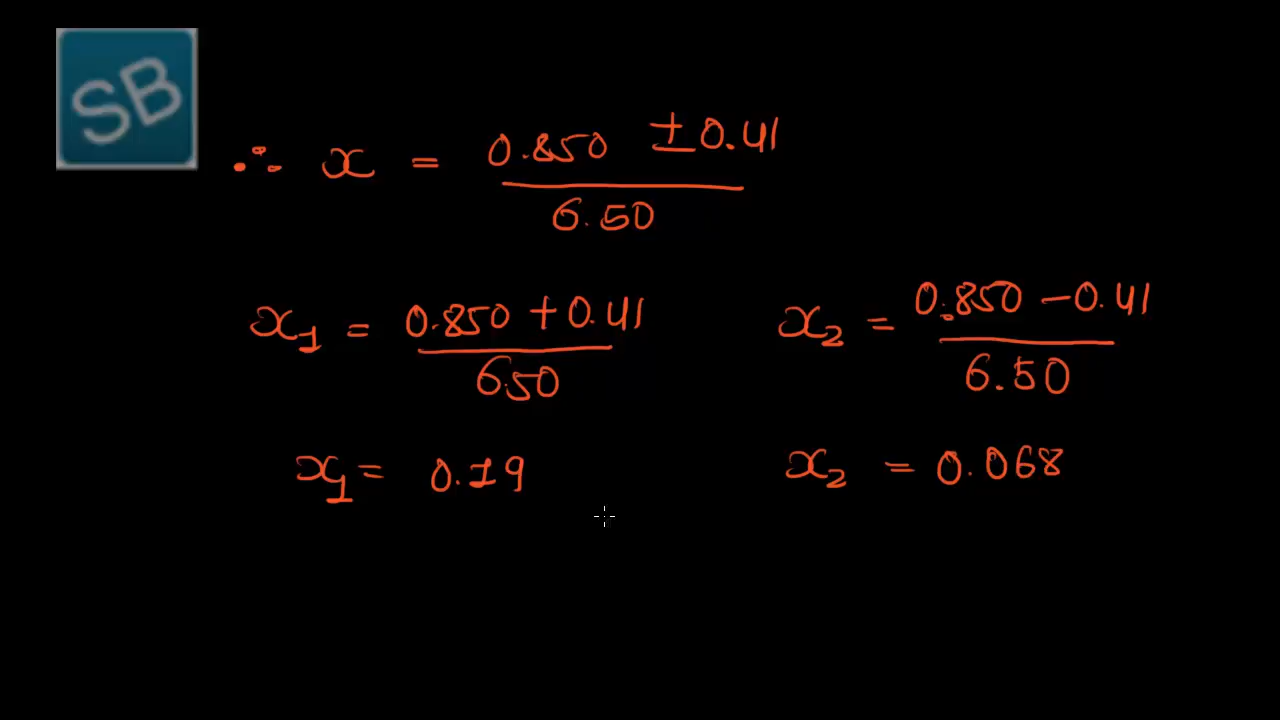 SB
∴ x = 0.850 ± 0.41 / 6.50
x₁ = 0.850 + 0.41 / 6.50
x₂ = 0.850 − 0.41 / 6.50
x₁ = 0.19
x₂ = 0.068